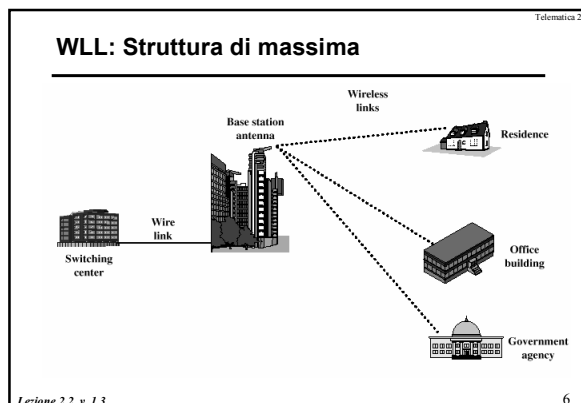 Telematica 2
WLL: Struttura di massima
Wireless
links
Base station
antenna
Residence
Wire
link
Switching
center
Office
building
Government
agency
Lezione 2.2, v. 1.3
6